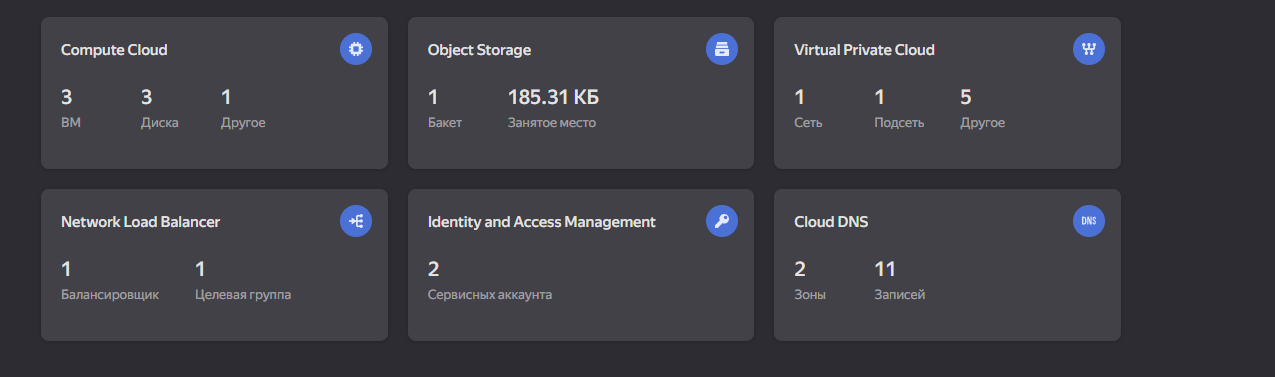 Compute Cloud
3 3 1
ВМ Диска Другое
Object Storage
1 185.31 КБ
Бакет Занятое место
Virtual Private Cloud
1 1 5
Сеть Подсеть Другое
Network Load Balancer
1 1
Балансировщик Целевая группа
Identity and Access Management
2
Сервисных аккаунта
Cloud DNS
DNS
2 11
Зоны Записей